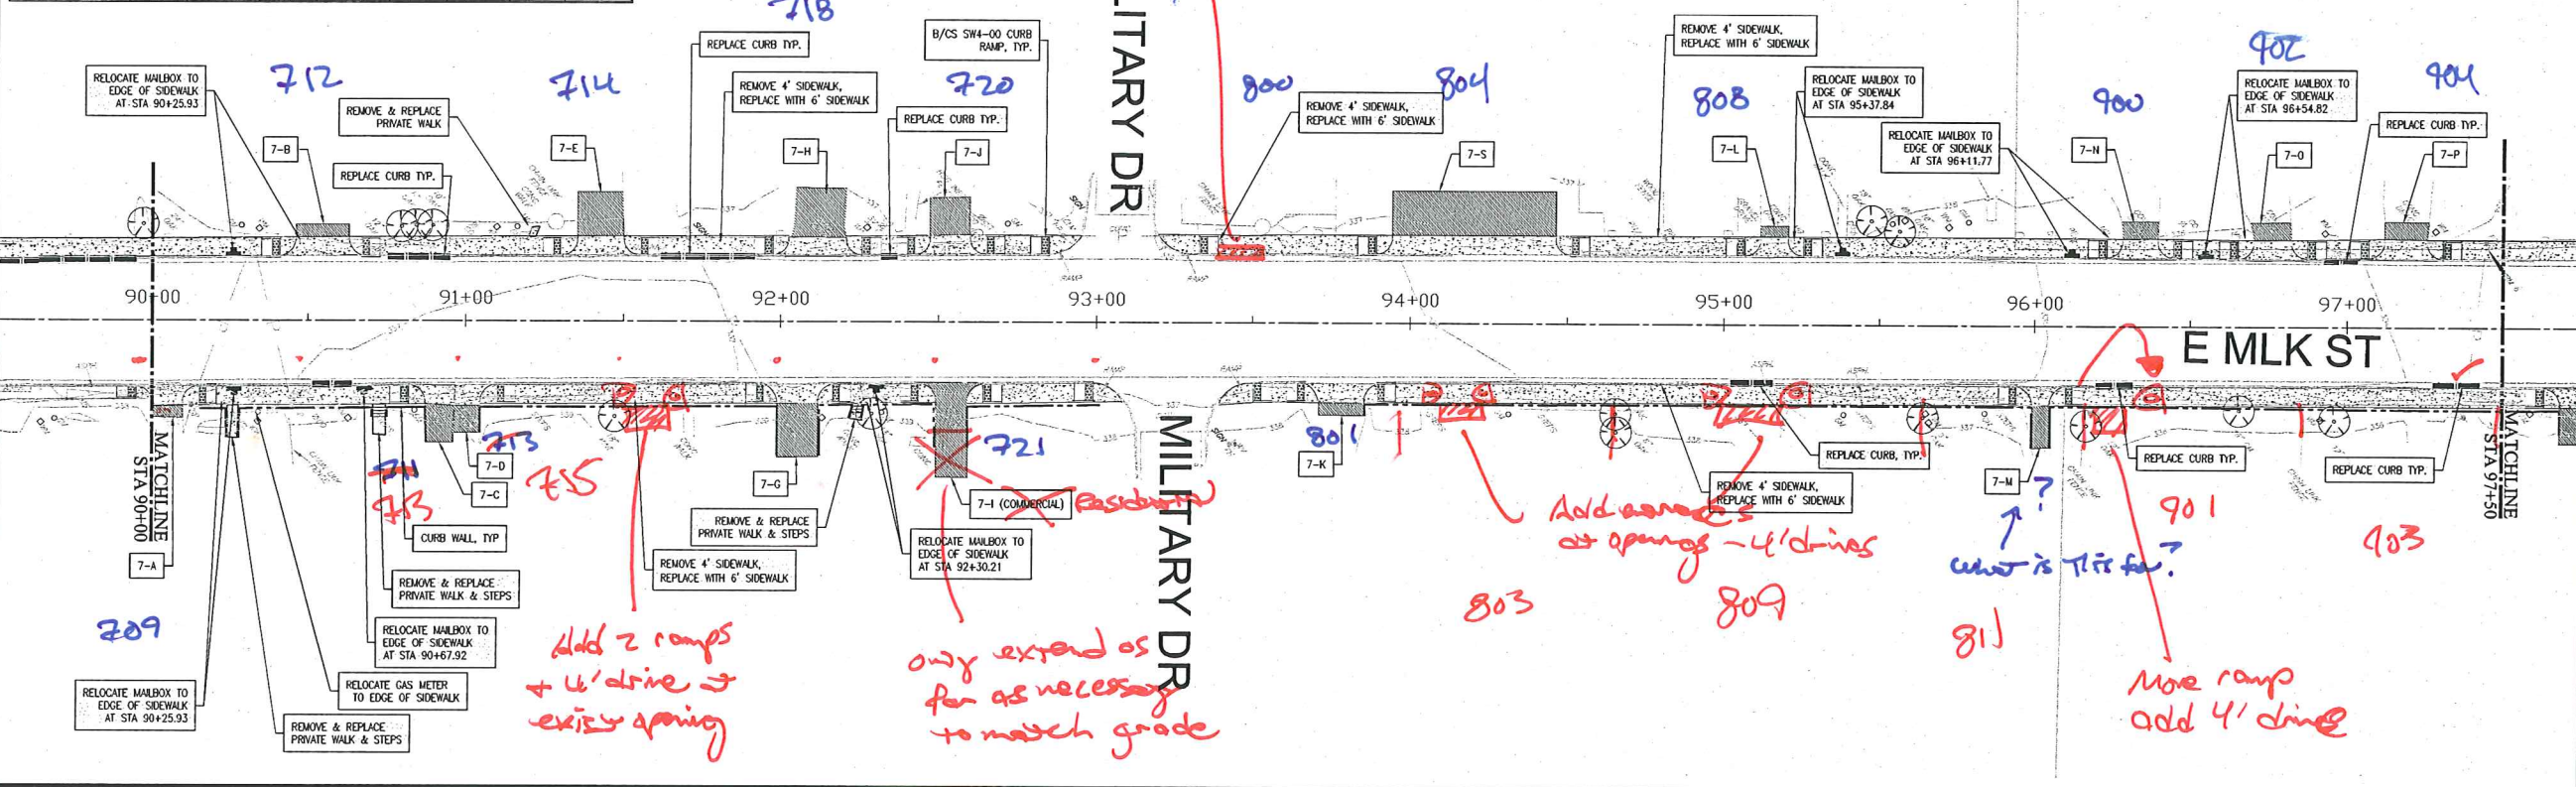 718
LITARY DR
RELOCATE MAILBOX TO
EDGE OF SIDEWALK
AT STA 90+25.93
712
REMOVE & REPLACE
PRIVATE WALK
7-B
REPLACE CURB TYP.
714
7-E
REPLACE CURB TYP.
REMOVE 4' SIDEWALK,
REPLACE WITH 6' SIDEWALK
7-H
B/CS SW4-00 CURB
RAMP, TYP.
720
REPLACE CURB TYP.
7-J
800
REMOVE 4' SIDEWALK,
REPLACE WITH 6' SIDEWALK
804
7-S
REMOVE 4' SIDEWALK,
REPLACE WITH 6' SIDEWALK
808
7-L
RELOCATE MAILBOX TO
EDGE OF SIDEWALK
AT STA 95+37.84
RELOCATE MAILBOX TO
EDGE OF SIDEWALK
AT STA 96+11.77
900
7-N
902
RELOCATE MAILBOX TO
EDGE OF SIDEWALK
AT STA 96+54.82
7-O
904
REPLACE CURB TYP.
7-P
90+00
91+00
92+00
93+00
94+00
95+00
96+00
97+00
E MLK ST
MATCHLINE
STA 90+00
7-A
709
RELOCATE MAILBOX TO
EDGE OF SIDEWALK
AT STA 90+25.93
REMOVE & REPLACE
PRIVATE WALK & STEPS
RELOCATE GAS METER
TO EDGE OF SIDEWALK
RELOCATE MAILBOX TO
EDGE OF SIDEWALK
AT STA 90+67.92
REMOVE & REPLACE
PRIVATE WALK & STEPS
CURB WALL, TYP
711
713
713
7-D
7-C
715
Add 2 ramps
+ 4' drive at
exist opening
REMOVE 4' SIDEWALK,
REPLACE WITH 6' SIDEWALK
7-G
REMOVE & REPLACE
PRIVATE WALK & STEPS
RELOCATE MAILBOX TO
EDGE OF SIDEWALK
AT STA 92+30.21
721
7-I (COMMERCIAL)
Residential
only extend as
far as necessary
to match grade
MILITARY DR
801
7-K
803
Add
at openings - 4' drives
809
REMOVE 4' SIDEWALK,
REPLACE WITH 6' SIDEWALK
REPLACE CURB, TYP.
7-M
?
What is this for?
811
901
REPLACE CURB TYP.
Move ramp
add 4' drive
903
REPLACE CURB TYP.
MATCHLINE
STA 97+50